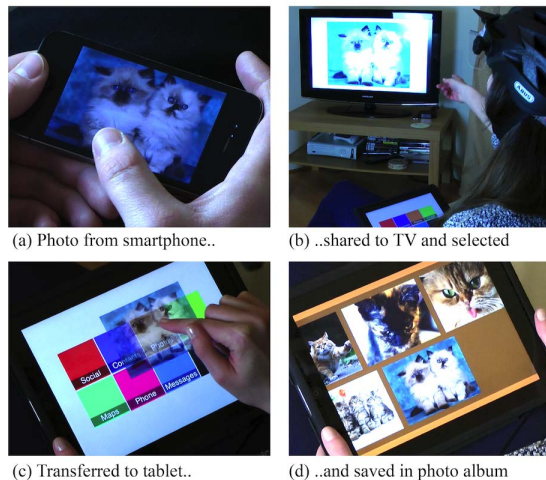 (a) Photo from smartphone..
(b) ..shared to TV and selected
ABUS
Social
Maps
Phone
Messages
(c) Transferred to tablet..
(d) ..and saved in photo album